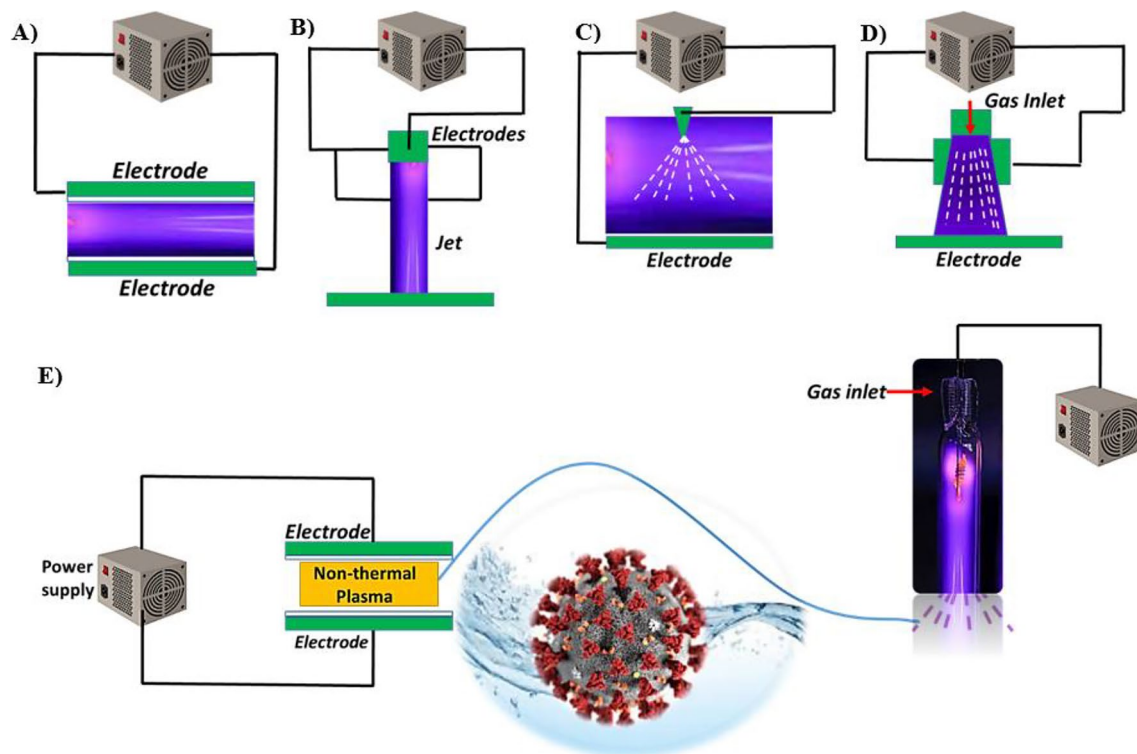 A)
Electrode
Electrode
B)
Electrodes
Jet
C)
Electrode
D)
Gas Inlet
Electrode
E)
Power
supply
Electrode
Non-thermal
Plasma
Electrode
Gas inlet